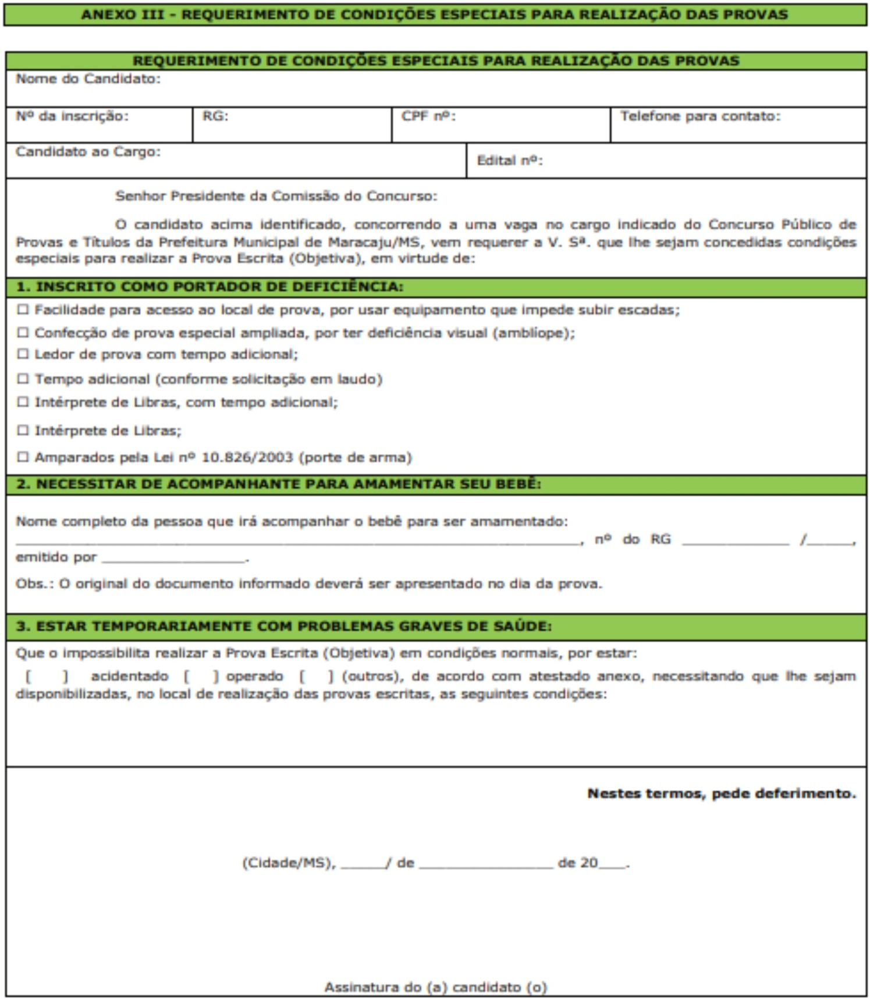 ANEXO III - REQUERIMENTO DE CONDIÇÕES ESPECIAIS PARA REALIZAÇÃO DAS PROVAS
REQUERIMENTO DE CONDIÇÕES ESPECIAIS PARA REALIZAÇÃO DAS PROVAS
Nome do Candidato:
Nº da inscrição: RG: CPF nº: Telefone para contato:
Candidato ao Cargo: Edital nº:
Senhor Presidente da Comissão do Concurso:
O candidato acima identificado, concorrendo a uma vaga no cargo indicado do Concurso Público de
Provas e Títulos da Prefeitura Municipal de Maracaju/MS, vem requerer a V. Sª. que lhe sejam concedidas condições
especiais para realizar a Prova Escrita (Objetiva), em virtude de:
1. INSCRITO COMO PORTADOR DE DEFICIÊNCIA:
☐ Facilidade para acesso ao local de prova, por usar equipamento que impede subir escadas;
☐ Confecção de prova especial ampliada, por ter deficiência visual (amblíope);
☐ Ledor de prova com tempo adicional;
☐ Tempo adicional (conforme solicitação em laudo)
☐ Intérprete de Libras, com tempo adicional;
☐ Intérprete de Libras;
☐ Amparados pela Lei nº 10.826/2003 (porte de arma)
2. NECESSITAR DE ACOMPANHANTE PARA AMAMENTAR SEU BEBÊ:
Nome completo da pessoa que irá acompanhar o bebê para ser amamentado:
_______________________________________________________________, nº do RG ____________ /_____,
emitido por ________________.
Obs.: O original do documento informado deverá ser apresentado no dia da prova.
3. ESTAR TEMPORARIAMENTE COM PROBLEMAS GRAVES DE SAÚDE:
Que o impossibilita realizar a Prova Escrita (Objetiva) em condições normais, por estar:
[ ] acidentado [ ] operado [ ] (outros), de acordo com atestado anexo, necessitando que lhe sejam
disponibilizadas, no local de realização das provas escritas, as seguintes condições:
Nestes termos, pede deferimento.
(Cidade/MS), _____/ de _______________ de 20___.
Assinatura do (a) candidato (o)